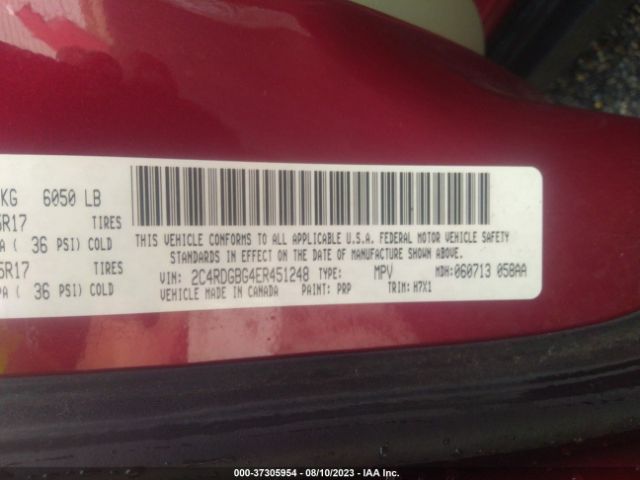 KG 6050 LB
5R17 TIRES
A ( 36 PSI) COLD
5R17 TIRES
PA ( 36 PSI) COLD
THIS VEHICLE CONFORMS TO ALL APPLICABLE U.S.A. FEDERAL MOTOR VEHICLE SAFETY
STANDARDS IN EFFECT ON THE DATE OF MANUFACTURE SHOWN ABOVE.
VIN: 2C4RDGBG4ER451248 TYPE: MPV MDH:060713 058AA
VEHICLE MADE IN CANADA PAINT: PRP TRIM: H7X1
000-37305954 - 08/10/2023 - IAA Inc.